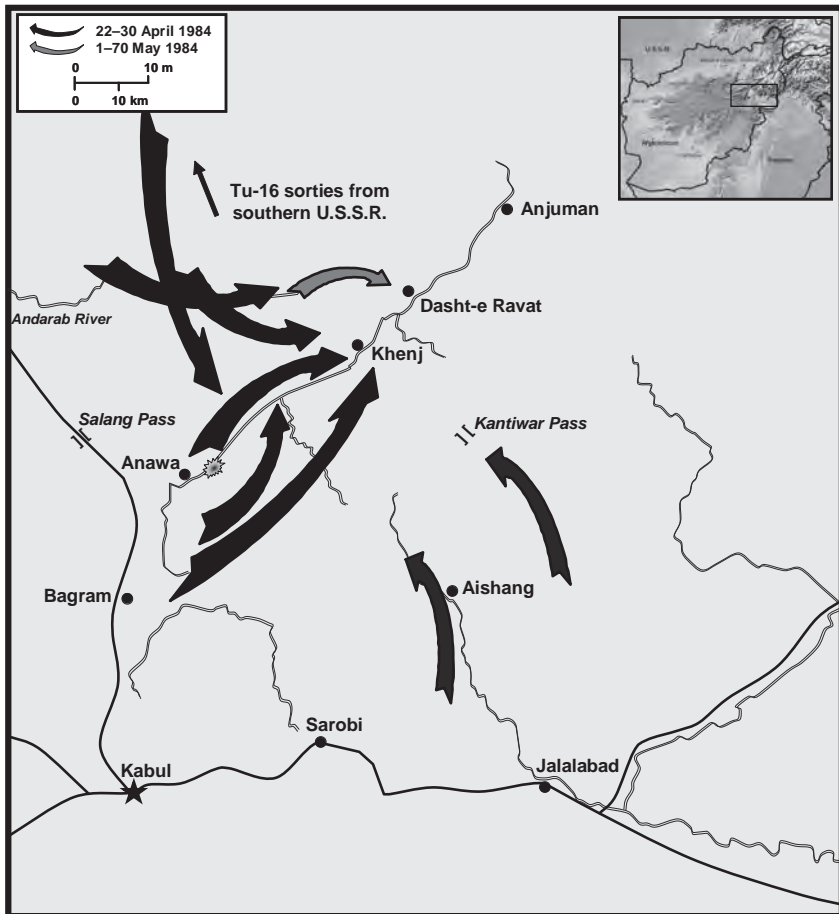 22–30 April 1984
1–70 May 1984
0 10 m
0 10 km
U.S.S.R.
Afghanistan
Tu-16 sorties from
southern U.S.S.R.
Anjuman
Andarab River
Dasht-e Ravat
Khenj
Salang Pass
Kantiwar Pass
Anawa
Bagram
Aishang
Sarobi
Kabul
Jalalabad